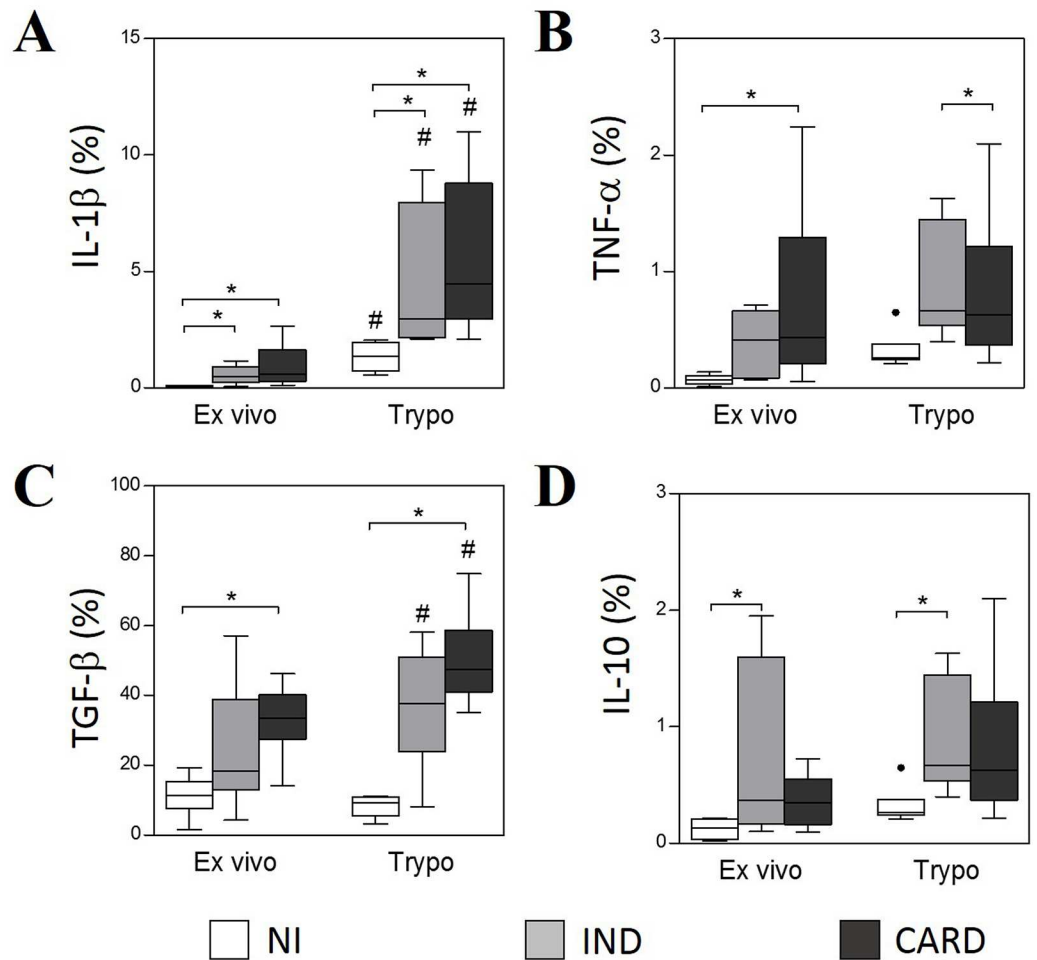 A
IL-1β (%)
15
10
5
0
*
*
*
*
#
#
#
Ex vivo
Trypo
B
TNF-α (%)
3
2
1
0
*
*
Ex vivo
Trypo
C
TGF-β (%)
100
80
60
40
20
0
*
*
#
#
Ex vivo
Trypo
D
IL-10 (%)
3
2
1
0
*
*
Ex vivo
Trypo
NI
IND
CARD